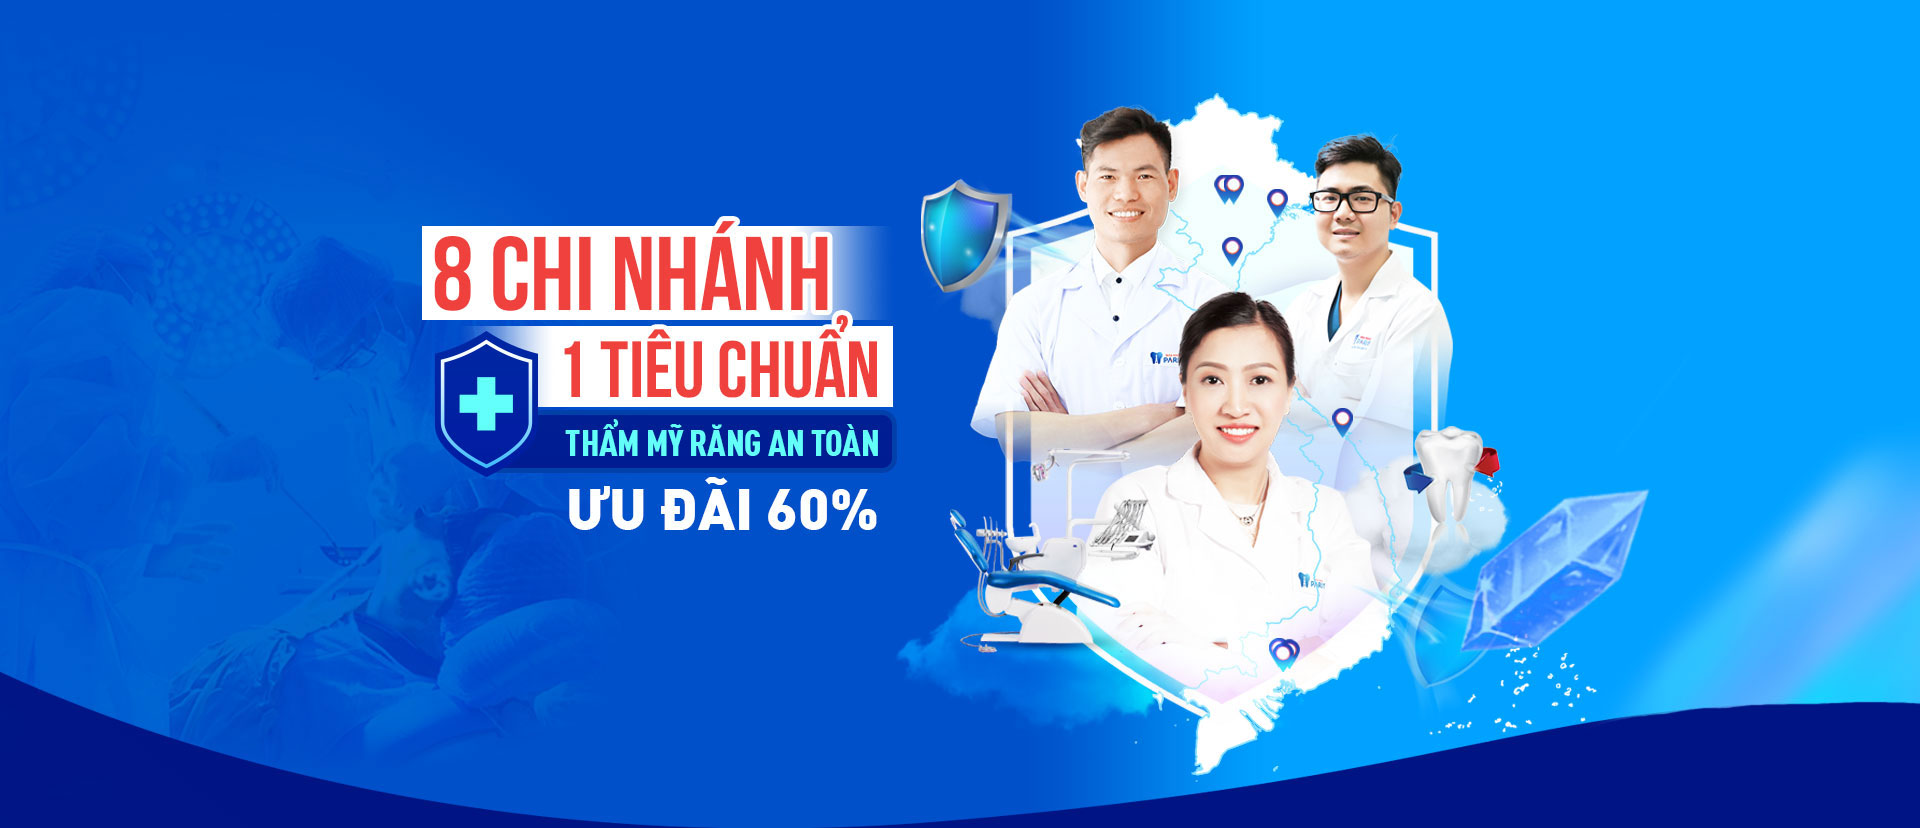 8 CHI NHÁNH
1 TIÊU CHUẨN
THẨM MỸ RĂNG AN TOÀN
ƯU ĐÃI 60%